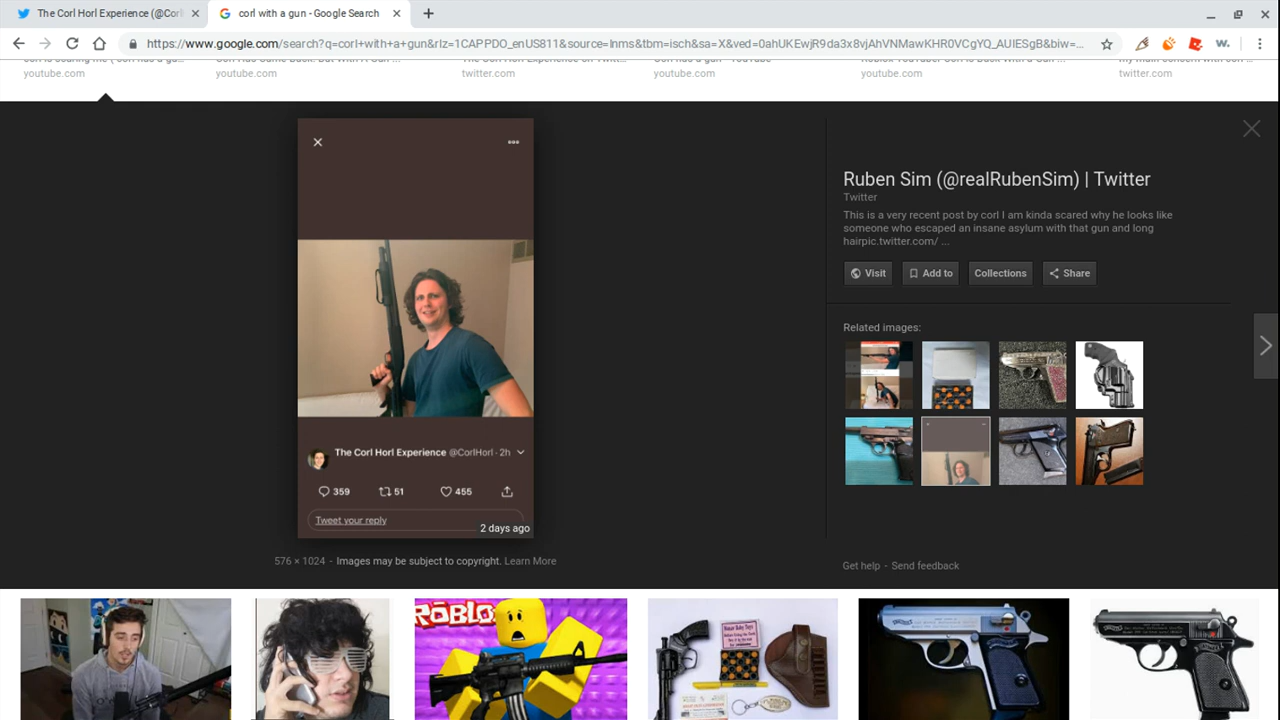 The Corl Horl Experience (@Corl
corl with a gun - Google Search
https://www.google.com/search?q=corl+with+a+gun&rlz=1CAPPDO_enUS811&source=lnms&tbm=isch&sa=X&ved=0ahUKEwjR9da3x8vjAhVNMawKHR0VCgYQ_AUIESgB&biw=...
youtube.com
youtube.com
twitter.com
youtube.com
youtube.com
twitter.com
Ruben Sim (@realRubenSim) | Twitter
Twitter
This is a very recent post by corl I am kinda scared why he looks like
someone who escaped an insane asylum with that gun and long
hairpic.twitter.com/ ...
Visit
Add to
Collections
Share
Related images:
The Corl Horl Experience @CorlHorl · 2h
359
51
455
Tweet your reply
2 days ago
576 × 1024 - Images may be subject to copyright. Learn More
Get help - Send feedback
ROBLO